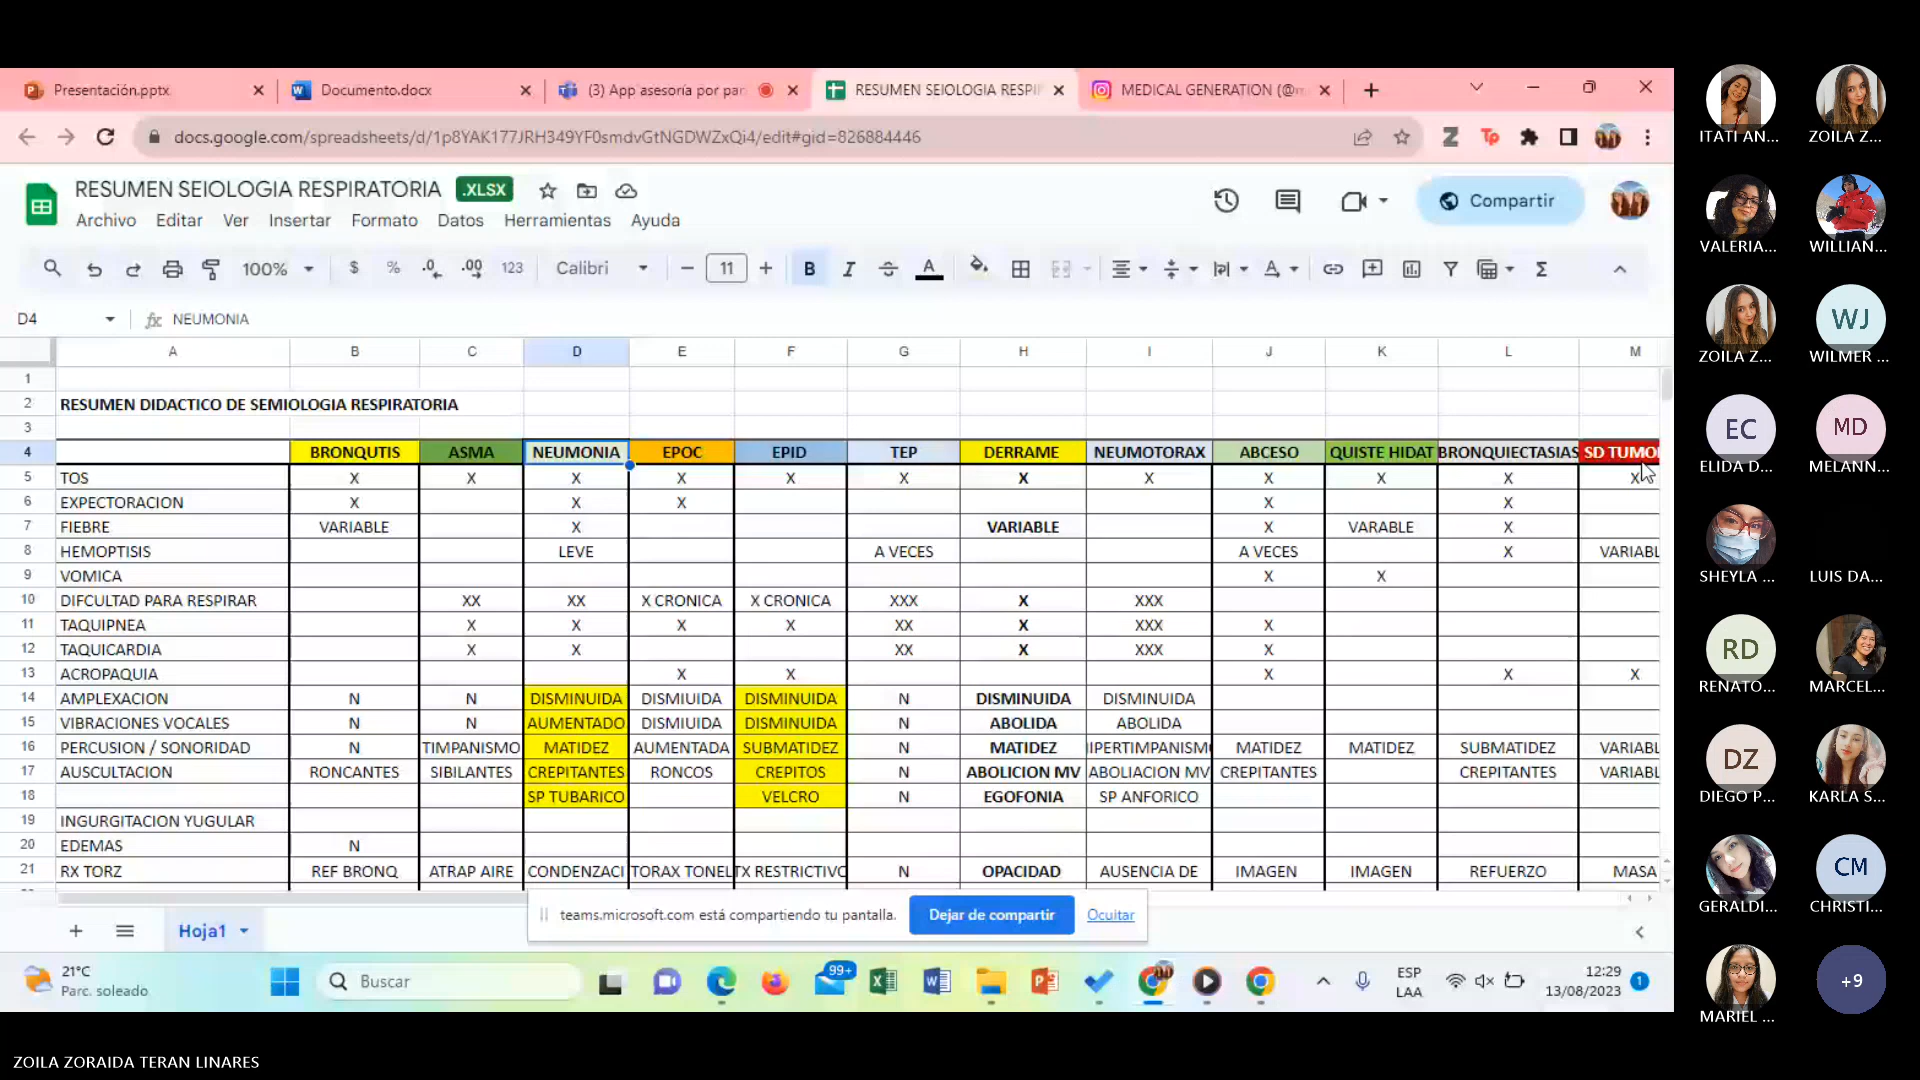 Presentación.pptx
Documento.docx
(3) App asesoría por par
RESUMEN SEIOLOGIA RESPI
MEDICAL GENERATION (@m
docs.google.com/spreadsheets/d/1p8YAK177JRH349YF0smdvGtNGDWZxQi4/edit#gid=826884446
RESUMEN SEIOLOGIA RESPIRATORIA .XLSX
Archivo Editar Ver Insertar Formato Datos Herramientas Ayuda
Compartir
100% $ % .0 .00 123 Calibri 11 B I A
D4 fx NEUMONIA
A B C D E F G H I J K L M
1
2 RESUMEN DIDACTICO DE SEMIOLOGIA RESPIRATORIA
3
4 BRONQUTIS ASMA NEUMONIA EPOC EPID TEP DERRAME NEUMOTORAX ABCESO QUISTE HIDAT BRONQUIECTASIAS SD TUMO
5 TOS X X X X X X X X X X X X
6 EXPECTORACION X X X X X
7 FIEBRE VARIABLE X VARIABLE X VARABLE X
8 HEMOPTISIS LEVE A VECES A VECES X VARIABL
9 VOMICA X X
10 DIFCULTAD PARA RESPIRAR XX XX X CRONICA X CRONICA XXX X XXX
11 TAQUIPNEA X X X X XX X XXX X
12 TAQUICARDIA X X XX X XXX X
13 ACROPAQUIA X X X X X
14 AMPLEXACION N N DISMINUIDA DISMIUIDA DISMINUIDA N DISMINUIDA DISMINUIDA
15 VIBRACIONES VOCALES N N AUMENTADO DISMIUIDA DISMINUIDA N ABOLIDA ABOLIDA
16 PERCUSION / SONORIDAD N TIMPANISMO MATIDEZ AUMENTADA SUBMATIDEZ N MATIDEZ IPERTIMPANISM MATIDEZ MATIDEZ SUBMATIDEZ VARIABL
17 AUSCULTACION RONCANTES SIBILANTES CREPITANTES RONCOS CREPITOS N ABOLICION MV ABOLIACION MV CREPITANTES CREPITANTES VARIABL
18 SP TUBARICO VELCRO N EGOFONIA SP ANFORICO
19 INGURGITACION YUGULAR
20 EDEMAS N
21 RX TORZ REF BRONQ ATRAP AIRE CONDENZACI TORAX TONEL TX RESTRICTIVO N OPACIDAD AUSENCIA DE IMAGEN IMAGEN REFUERZO MASA
teams.microsoft.com está compartiendo tu pantalla. Dejar de compartir Ocultar
Hoja1
21°C
Parc. soleado
Buscar
99+
ESP
LAA
12:29
13/08/2023
1
ITATI AN... ZOILA Z...
VALERIA... WILLIAN...
WJ
ZOILA Z... WILMER ...
EC MD
ELIDA D... MELANN...
SHEYLA ... LUIS DA...
RD
RENATO... MARCEL...
DZ
DIEGO P... KARLA S...
CM
GERALDI... CHRISTI...
+9
MARIEL ...
ZOILA ZORAIDA TERAN LINARES